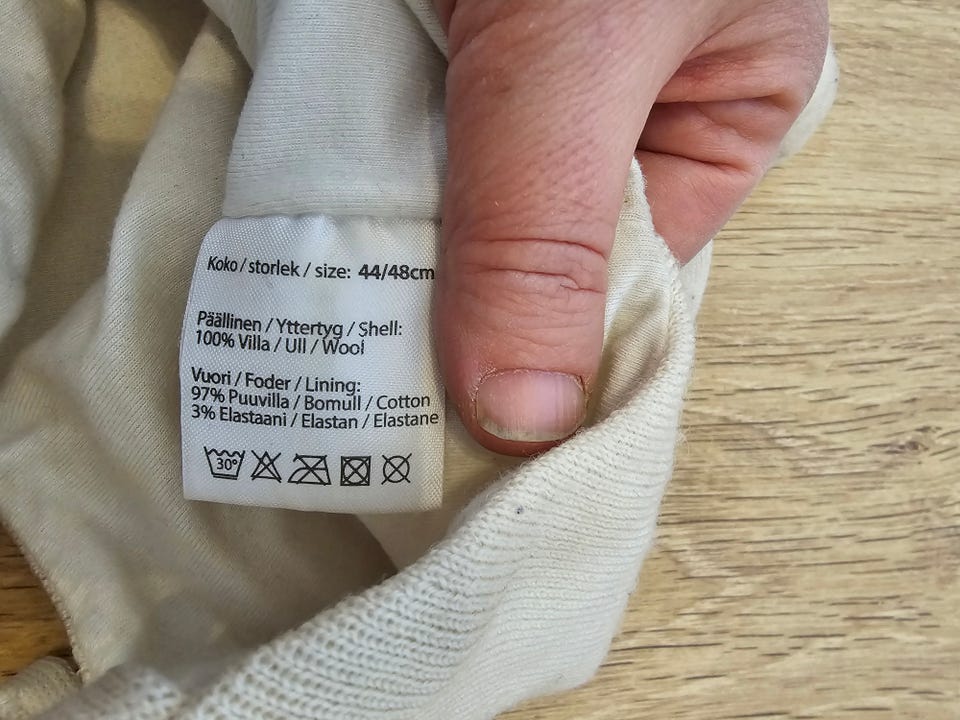 Koko / storlek / size: 44/48cm
Päällinen / Yttertyg / Shell:
100% Villa / Ull / Wool
Vuori / Foder / Lining:
97% Puuvilla / Bomull / Cotton
3% Elastaani / Elastan / Elastane
30°